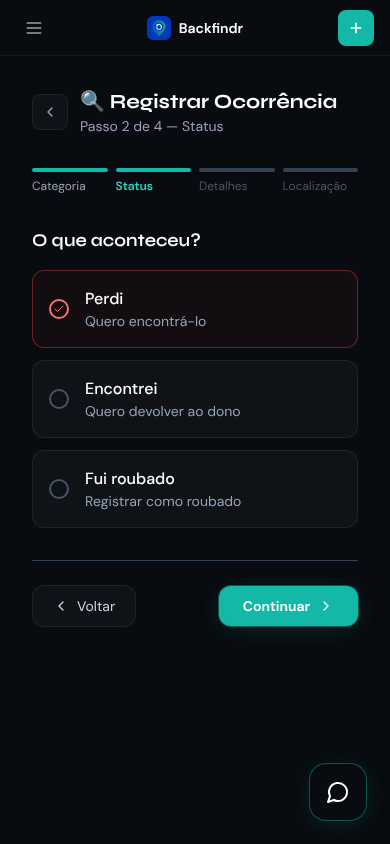 Backfindr
🔍 Registrar Ocorrência
Passo 2 de 4 — Status
Categoria Status Detalhes Localização
O que aconteceu?
Perdi
Quero encontrá-lo
Encontrei
Quero devolver ao dono
Fui roubado
Registrar como roubado
Voltar Continuar